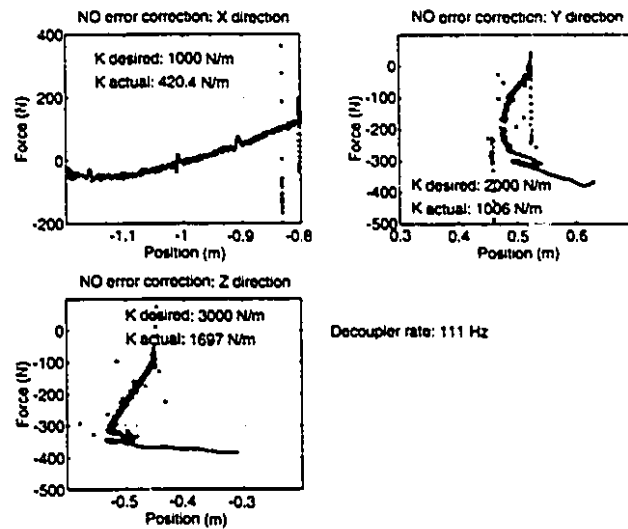 NO error correction: X direction
400
K desired: 1000 N/m
K actual: 420.4 N/m
200
0
-200
Force (N)
-1.1
-1
-0.9
-0.8
Position (m)
NO error correction: Y direction
0
-100
-200
-300
-400
-500
Force (N)
K desired: 2000 N/m
K actual: 1006 N/m
0.3
0.4
0.5
0.6
Position (m)
NO error correction: Z direction
K desired: 3000 N/m
K actual: 1697 N/m
0
-100
-200
-300
-400
-500
Force (N)
-0.5
-0.4
-0.3
-0.2
Position (m)
Decoupler rate: 111 Hz